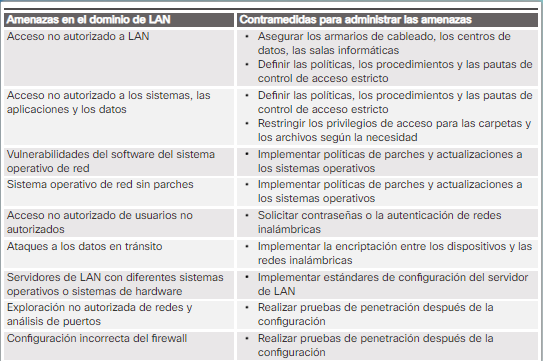 Amenazas en el dominio de LAN
Contramedidas para administrar las amenazas
Acceso no autorizado a LAN
• Asegurar los armarios de cableado, los centros de
datos, las salas informáticas
• Definir las políticas, los procedimientos y las pautas de
control de acceso estricto
Acceso no autorizado a los sistemas, las
aplicaciones y los datos
• Definir las políticas, los procedimientos y las pautas de
control de acceso estricto
• Restringir los privilegios de acceso para las carpetas y
los archivos según la necesidad
Vulnerabilidades del software del sistema
operativo de red
• Implementar políticas de parches y actualizaciones a
los sistemas operativos
Sistema operativo de red sin parches
• Implementar políticas de parches y actualizaciones a
los sistemas operativos
Acceso no autorizado de usuarios no
autorizados
• Solicitar contraseñas o la autenticación de redes
inalámbricas
Ataques a los datos en tránsito
• Implementar la encriptación entre los dispositivos y las
redes inalámbricas
Servidores de LAN con diferentes sistemas
operativos o sistemas de hardware
• Implementar estándares de configuración del servidor
de LAN
Exploración no autorizada de redes y
análisis de puertos
• Realizar pruebas de penetración después de la
configuración
Configuración incorrecta del firewall
• Realizar pruebas de penetración después de la
configuración